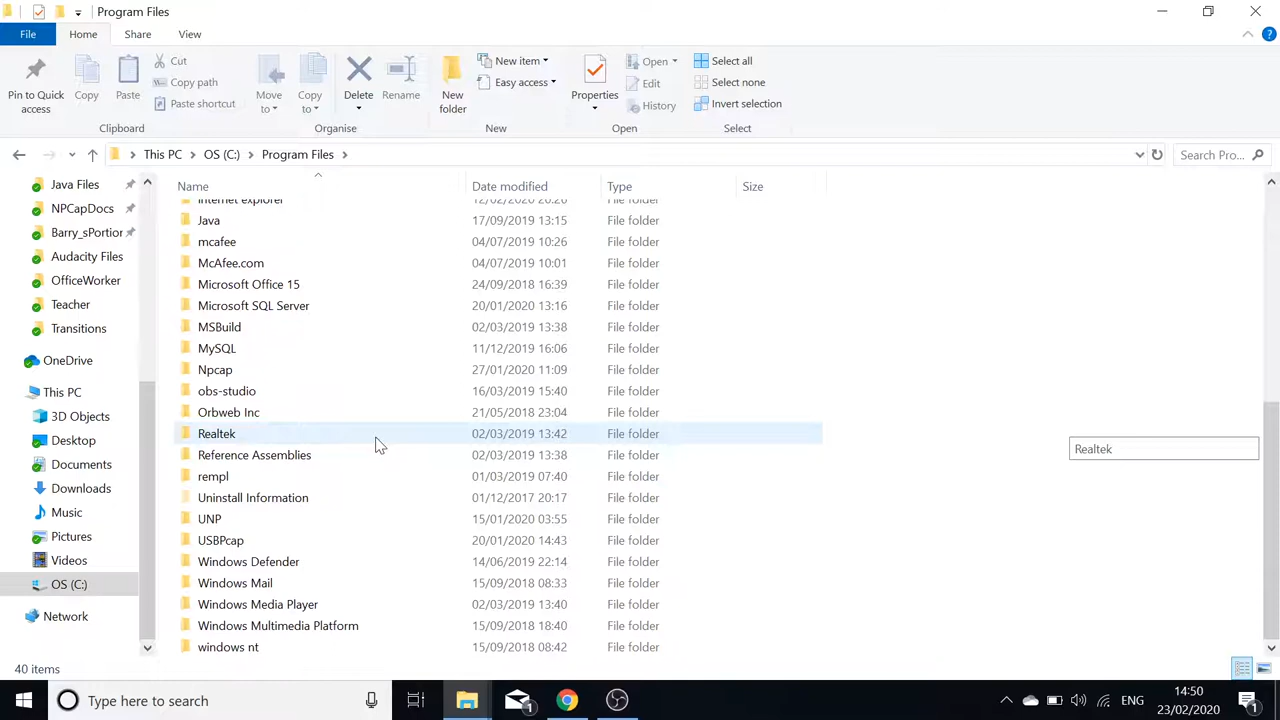 Program Files
File Home Share View
Pin to Quick access
Copy
Paste
Cut
Copy path
Paste shortcut
Clipboard
Move to
Copy to
Delete
Rename
Organise
New folder
New item
Easy access
New
Properties
Open
Edit
History
Open
Select all
Select none
Invert selection
Select
This PC OS (C:) Program Files
Search Pro...
Java Files
NPCapDocs
Barry_sPortion
Audacity Files
OfficeWorker
Teacher
Transitions
OneDrive
This PC
3D Objects
Desktop
Documents
Downloads
Music
Pictures
Videos
OS (C:)
Network
Name Date modified Type Size
internet explorer 12/02/2020 20:26 File folder
Java 17/09/2019 13:15 File folder
mcafee 04/07/2019 10:26 File folder
McAfee.com 04/07/2019 10:01 File folder
Microsoft Office 15 24/09/2018 16:39 File folder
Microsoft SQL Server 20/01/2020 13:16 File folder
MSBuild 02/03/2019 13:38 File folder
MySQL 11/12/2019 16:06 File folder
Npcap 27/01/2020 11:09 File folder
obs-studio 16/03/2019 15:40 File folder
Orbweb Inc 21/05/2018 23:04 File folder
Realtek 02/03/2019 13:42 File folder
Reference Assemblies 02/03/2019 13:38 File folder
rempl 01/03/2019 07:40 File folder
Uninstall Information 01/12/2017 20:17 File folder
UNP 15/01/2020 03:55 File folder
USBPcap 20/01/2020 14:43 File folder
Windows Defender 14/06/2019 22:14 File folder
Windows Mail 15/09/2018 08:33 File folder
Windows Media Player 02/03/2019 13:40 File folder
Windows Multimedia Platform 15/09/2018 18:40 File folder
windows nt 15/09/2018 08:42 File folder
Realtek
40 items
Type here to search
1
ENG
14:50
23/02/2020
1